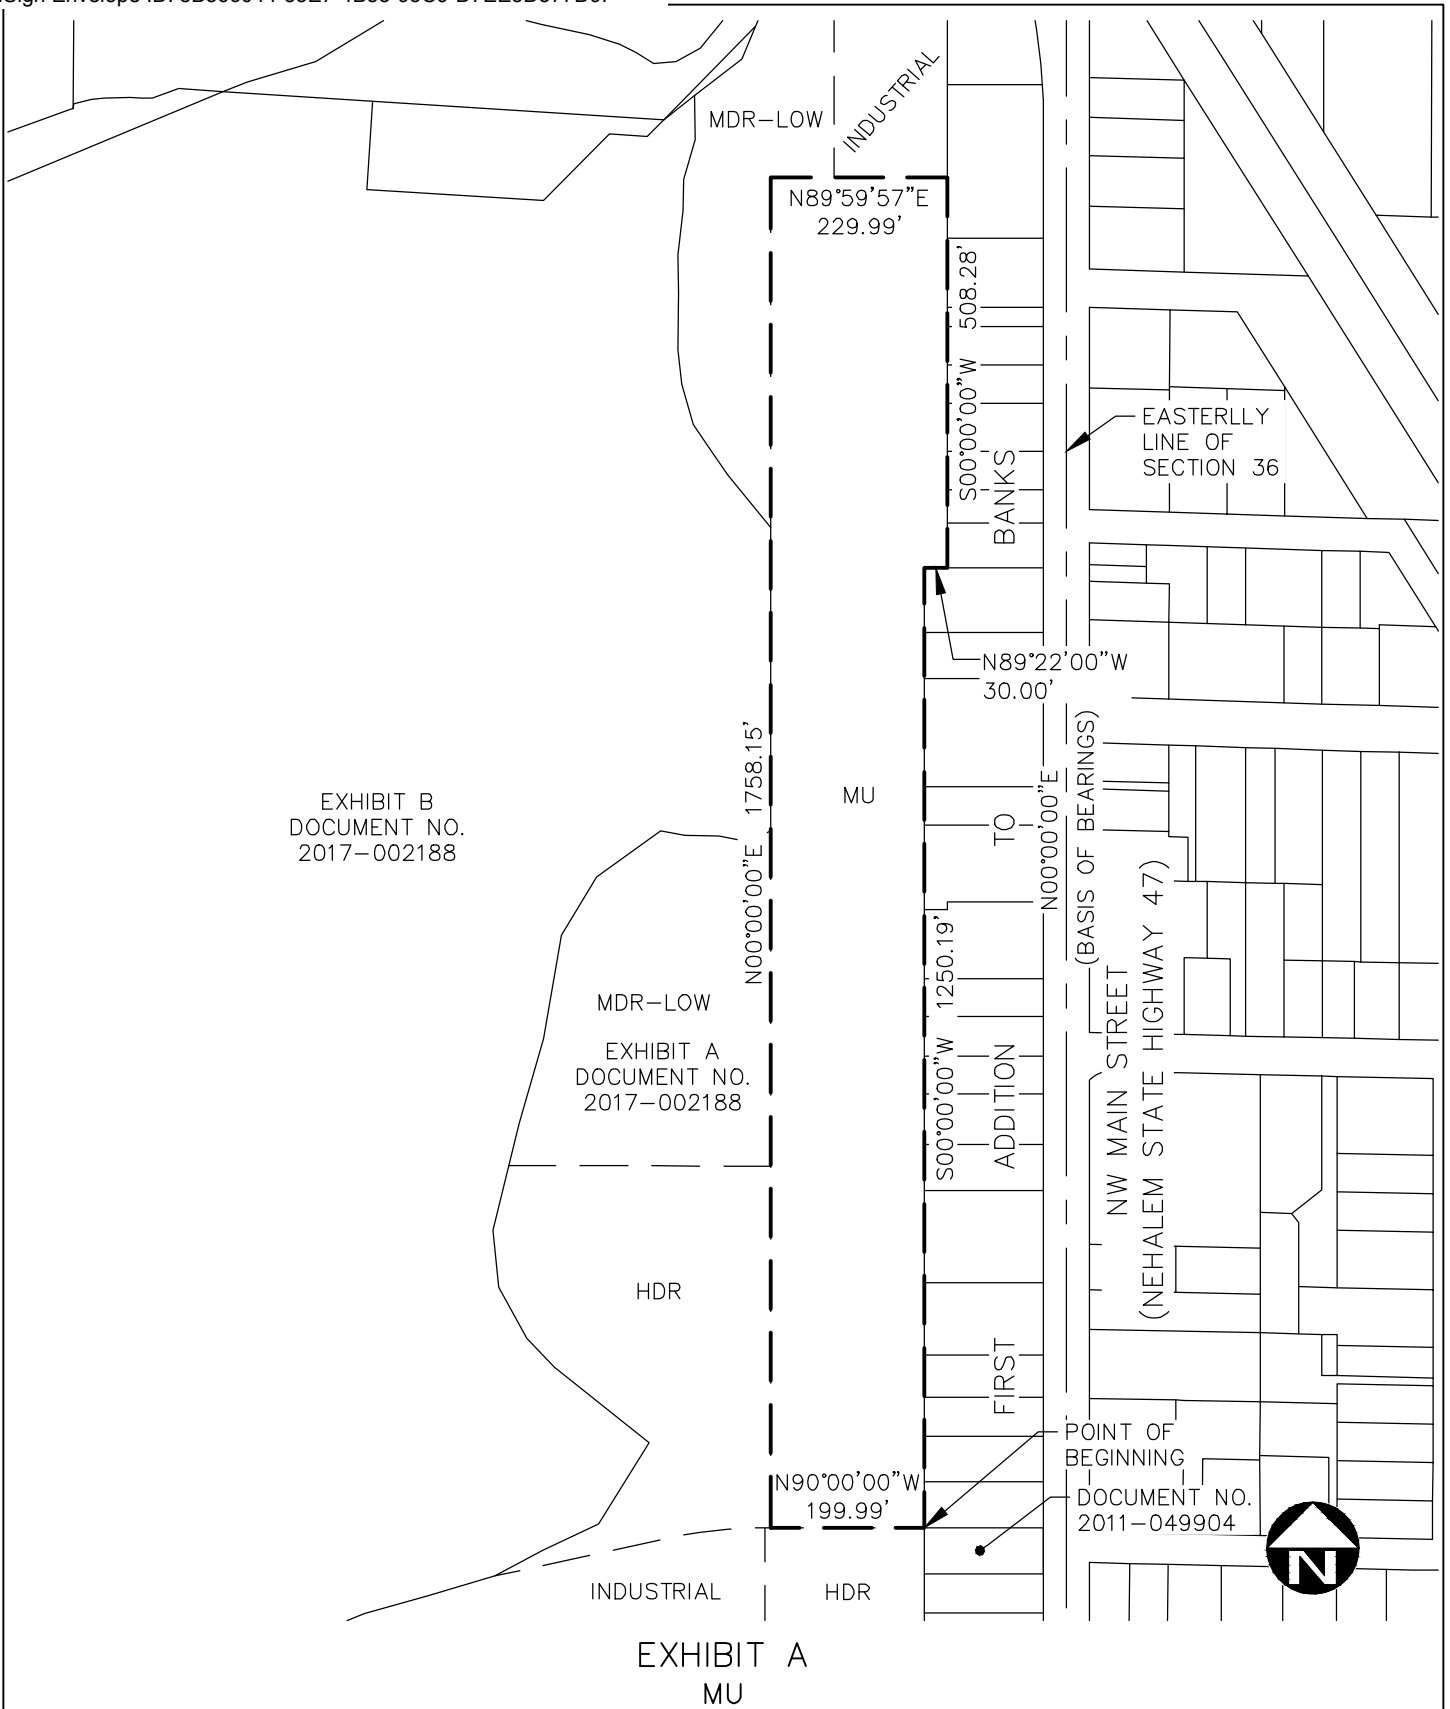 MDR-LOW
INDUSTRIAL
N89°59'57"E
229.99'
S00°00'00"W 508.28'
EASTERLLY
LINE OF
SECTION 36
N89°22'00"W
30.00'
N00°00'00"E 1758.15'
MU
EXHIBIT B
DOCUMENT NO.
2017-002188
N00°00'00"E
(BASIS OF BEARINGS)
NW MAIN STREET
(NEHALEM STATE HIGHWAY 47)
S00°00'00"W 1250.19'
FIRST ADDITION TO BANKS
MDR-LOW
EXHIBIT A
DOCUMENT NO.
2017-002188
HDR
POINT OF
BEGINNING
N90°00'00"W
199.99'
DOCUMENT NO.
2011-049904
N
INDUSTRIAL
HDR
EXHIBIT A
MU